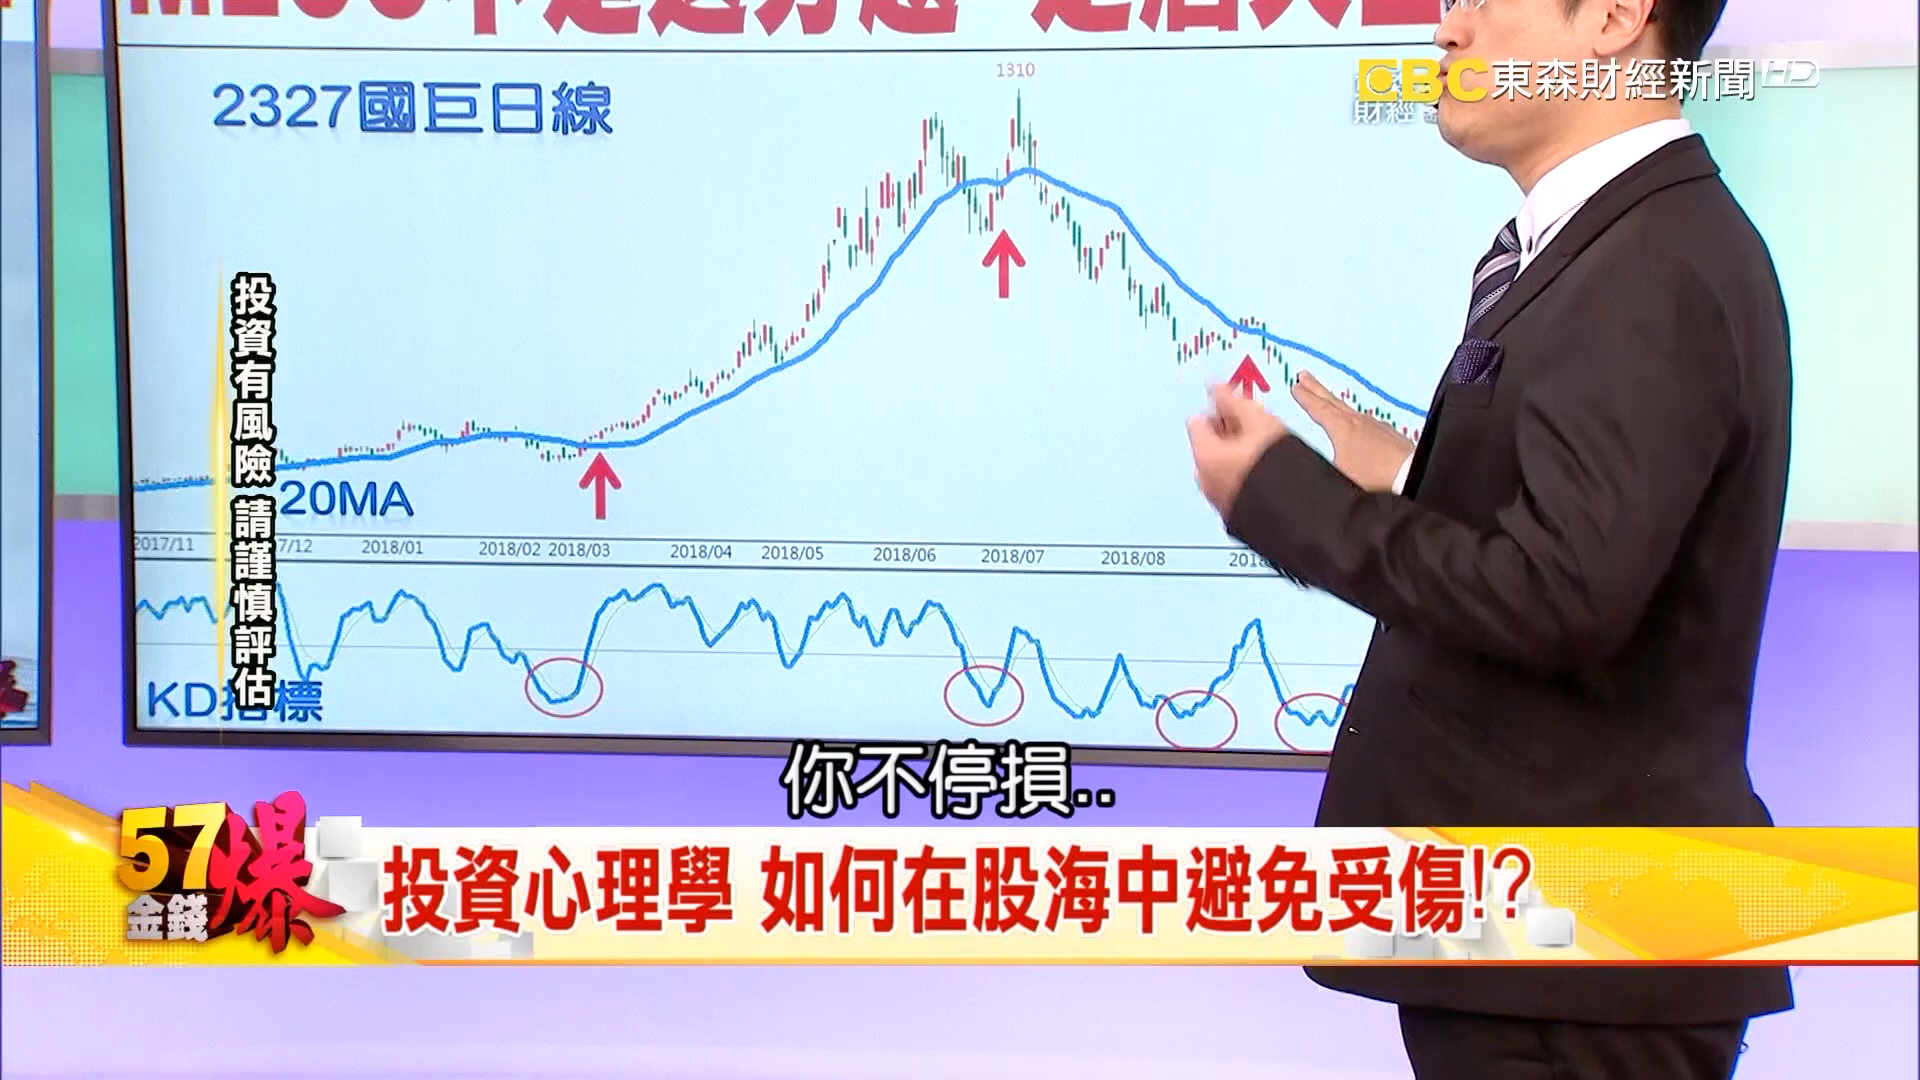 2327國巨日線
1310
EBC東森財經新聞HD
財經
投資有風險 請謹慎評估
20MA
2017/11
7/12
2018/01
2018/02
2018/03
2018/04
2018/05
2018/06
2018/07
2018/08
KD指標
你不停損..
57
金錢
爆
投資心理學 如何在股海中避免受傷!?